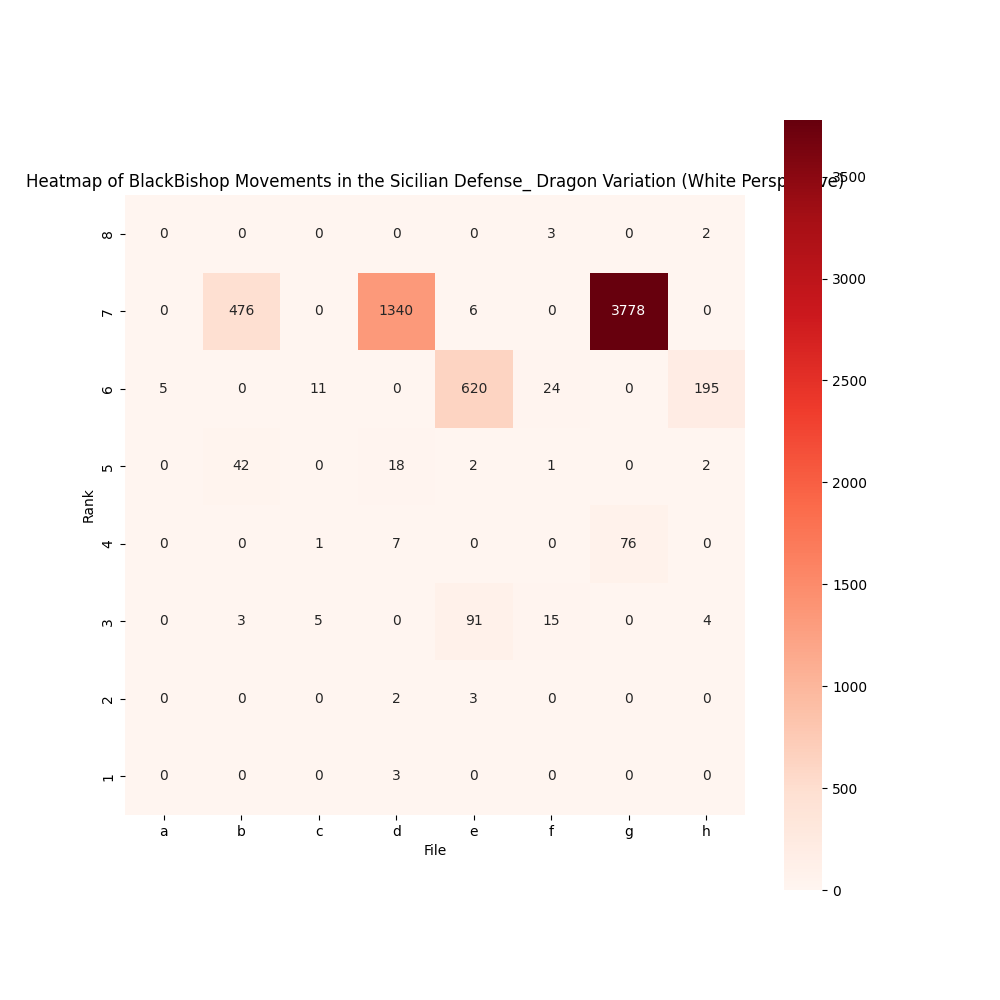 Heatmap of BlackBishop Movements in the Sicilian Defense_ Dragon Variation (White Perspective)
3500
8 0 0 0 0 0 3 0 2
3000
7 0 476 0 1340 6 0 3778 0
2500
6 5 0 11 0 620 24 0 195
5 0 42 0 18 2 1 0 2
2000
Rank
4 0 0 1 7 0 0 76 0
1500
3 0 3 5 0 91 15 0 4
1000
2 0 0 0 2 3 0 0 0
1 0 0 0 3 0 0 0 0
500
a b c d e f g h
File
0